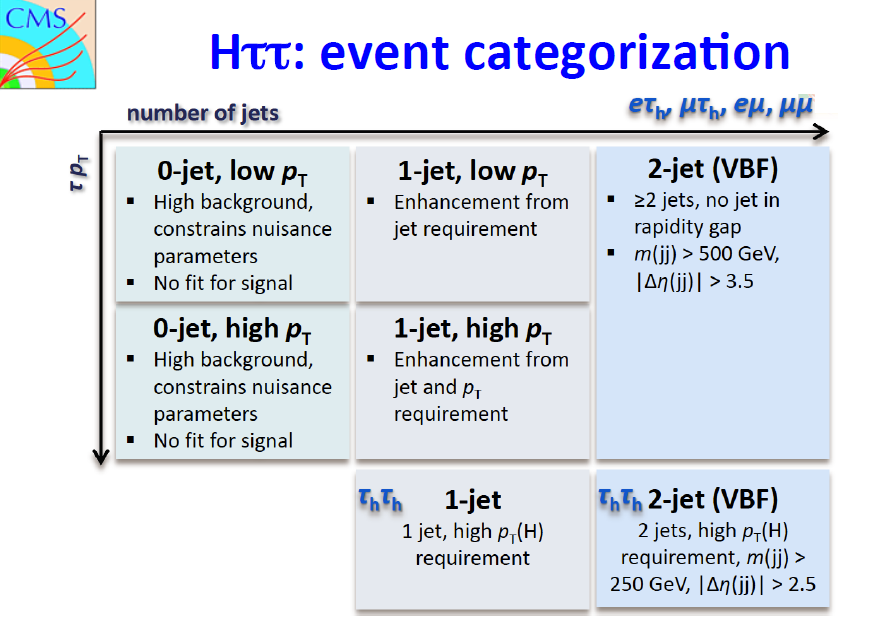 CMS
Hττ: event categorization
number of jets
eτh, μτh, eμ, μμ
τ pT
0-jet, low pT
▪ High background,
constrains nuisance
parameters
▪ No fit for signal
1-jet, low pT
▪ Enhancement from
jet requirement
2-jet (VBF)
▪ ≥2 jets, no jet in
rapidity gap
▪ m(jj) > 500 GeV,
|Δη(jj)| > 3.5
0-jet, high pT
▪ High background,
constrains nuisance
parameters
▪ No fit for signal
1-jet, high pT
▪ Enhancement from
jet and pT
requirement
τhτh 1-jet
1 jet, high pT(H)
requirement
τhτh 2-jet (VBF)
2 jets, high pT(H)
requirement, m(jj) >
250 GeV, |Δη(jj)| > 2.5